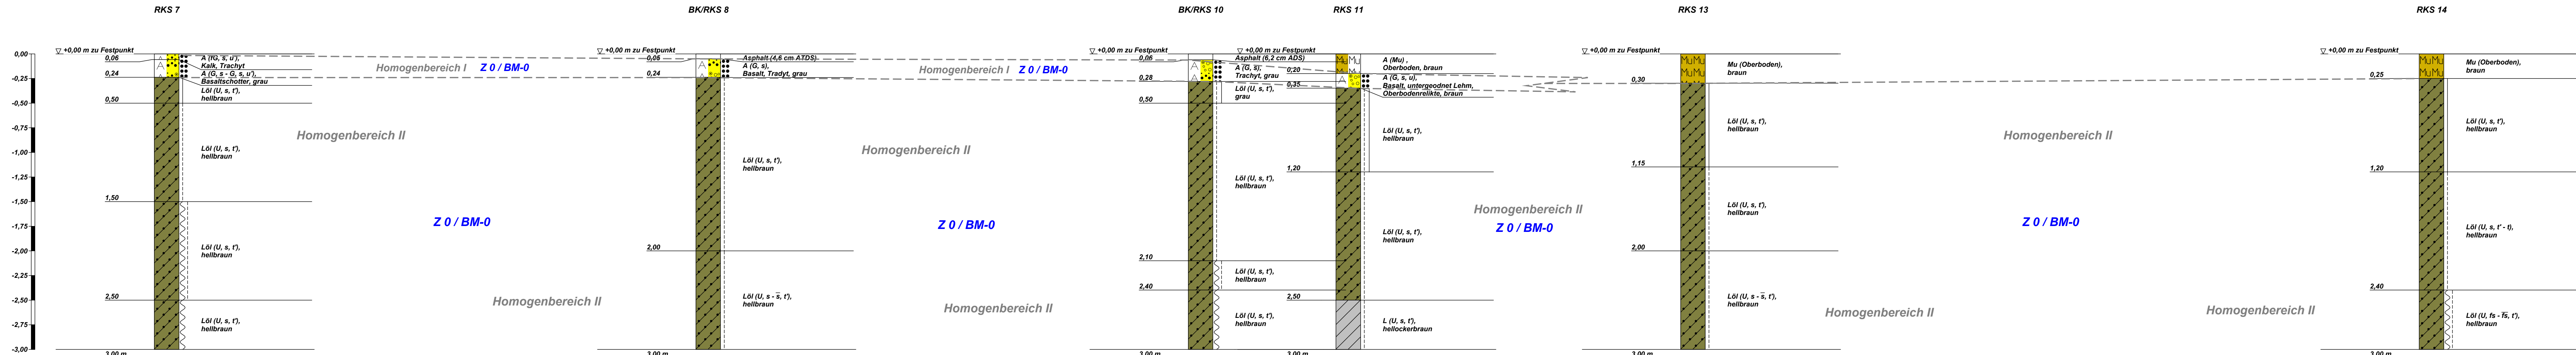 RKS 7
BK/RKS 8
BK/RKS 10
RKS 11
RKS 13
RKS 14
0,00
-0,25
-0,50
-0,75
-1,00
-1,25
-1,50
-1,75
-2,00
-2,25
-2,50
-2,75
-3,00
+0,00 m zu Festpunkt
0,06
0,24
0,50
1,50
2,50
3,00 m
A (fG, s, u'),
Kalk, Trachyt
A (G, s - G, s, u'),
Basaltschotter, grau
Löl (U, s, t'),
hellbraun
Löl (U, s, t'),
hellbraun
Löl (U, s, t'),
hellbraun
Löl (U, s, t'),
hellbraun
Homogenbereich I
Z 0 / BM-0
Homogenbereich II
Z 0 / BM-0
Homogenbereich II
+0,00 m zu Festpunkt
0,05
0,24
2,00
3,00 m
Asphalt (4,6 cm ATDS)
A (G, s),
Basalt, Tradyt, grau
Löl (U, s, t'),
hellbraun
Löl (U, s - s̅, t'),
hellbraun
Homogenbereich I
Z 0 / BM-0
Homogenbereich II
Z 0 / BM-0
Homogenbereich II
+0,00 m zu Festpunkt
0,06
0,28
0,50
2,10
2,40
3,00 m
Asphalt (6,2 cm ADS)
A (G, s),
Trachyt, grau
Löl (U, s, t'),
grau
Löl (U, s, t'),
hellbraun
Löl (U, s, t'),
hellbraun
Löl (U, s, t'),
hellbraun
+0,00 m zu Festpunkt
0,20
0,35
1,20
2,50
3,00 m
Mu
Mu
A (Mu) ,
Oberboden, braun
A (G, s, u),
Basalt, untergeodnet Lehm,
Oberbodenrelikte, braun
Löl (U, s, t'),
hellbraun
Löl (U, s, t'),
hellbraun
L (U, s, t'),
hellockerbraun
Homogenbereich II
Z 0 / BM-0
+0,00 m zu Festpunkt
0,30
1,15
2,00
3,00 m
MuMu
MuMu
Mu (Oberboden),
braun
Löl (U, s, t'),
hellbraun
Löl (U, s, t'),
hellbraun
Löl (U, s - s̅, t'),
hellbraun
Homogenbereich II
Z 0 / BM-0
Homogenbereich II
Homogenbereich II
+0,00 m zu Festpunkt
0,25
1,20
2,40
3,00 m
MuMu
MuMu
Mu (Oberboden),
braun
Löl (U, s, t'),
hellbraun
Löl (U, s, t' - t),
hellbraun
Löl (U, fs - f̅s̅, t'),
hellbraun